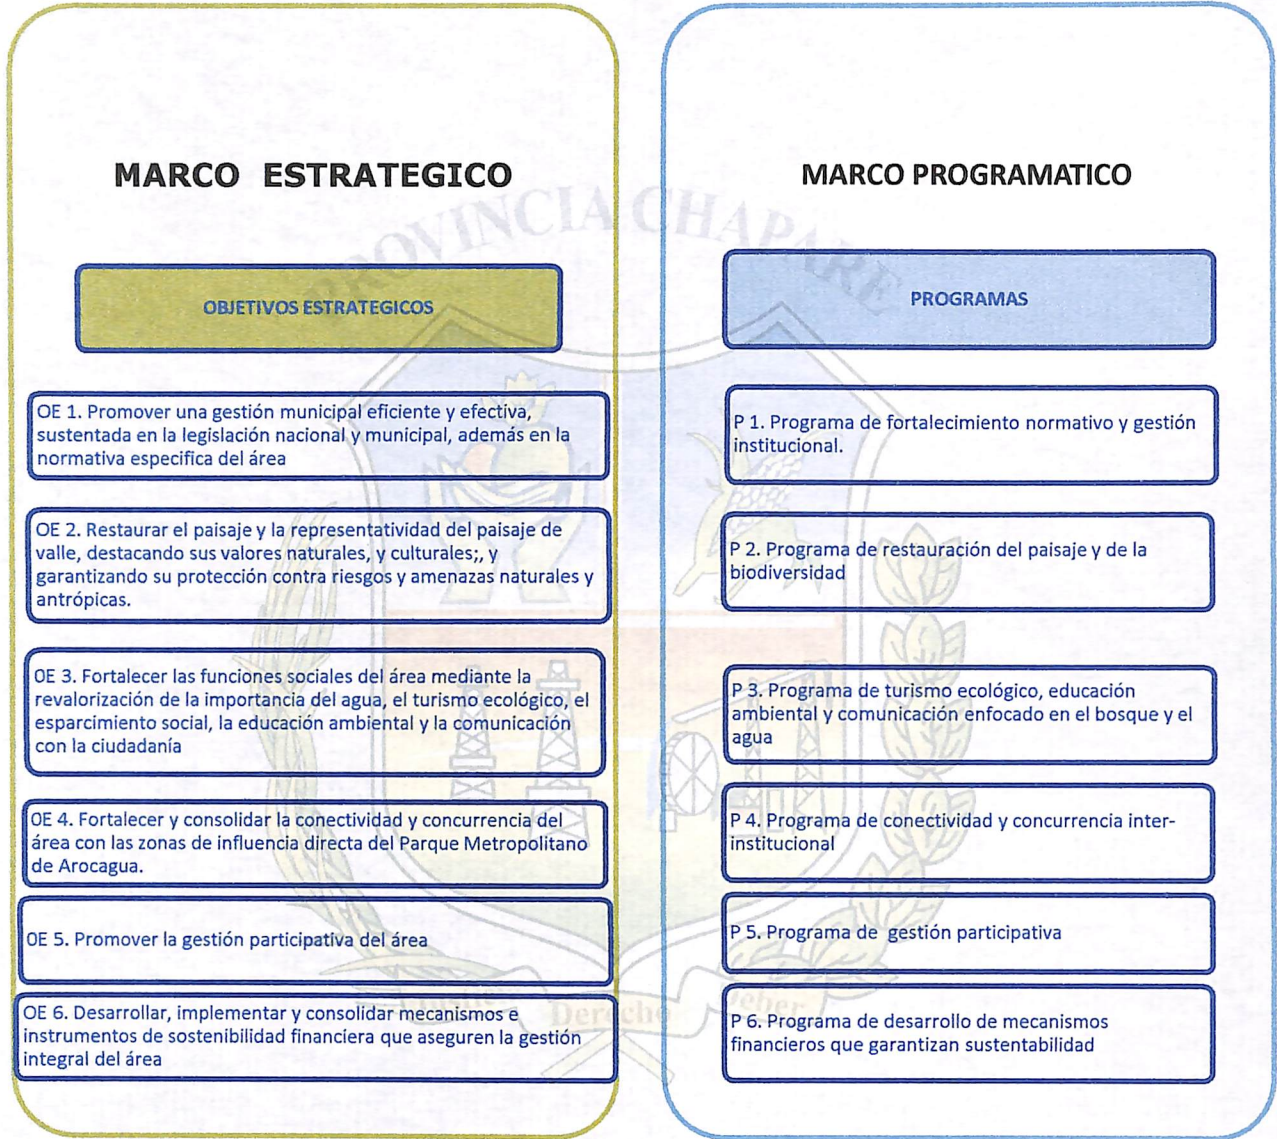 MARCO ESTRATEGICO
OBJETIVOS ESTRATEGICOS
OE 1. Promover una gestión municipal eficiente y efectiva,
sustentada en la legislación nacional y municipal, además en la
normativa especifica del área
OE 2. Restaurar el paisaje y la representatividad del paisaje de
valle, destacando sus valores naturales, y culturales;, y
garantizando su protección contra riesgos y amenazas naturales y
antrópicas.
OE 3. Fortalecer las funciones sociales del área mediante la
revalorización de la importancia del agua, el turismo ecológico, el
esparcimiento social, la educación ambiental y la comunicación
con la ciudadanía
OE 4. Fortalecer y consolidar la conectividad y concurrencia del
área con las zonas de influencia directa del Parque Metropolitano
de Arocagua.
OE 5. Promover la gestión participativa del área
OE 6. Desarrollar, implementar y consolidar mecanismos e
instrumentos de sostenibilidad financiera que aseguren la gestión
integral del área
MARCO PROGRAMATICO
PROGRAMAS
P 1. Programa de fortalecimiento normativo y gestión
institucional.
P 2. Programa de restauración del paisaje y de la
biodiversidad
P 3. Programa de turismo ecológico, educación
ambiental y comunicación enfocado en el bosque y el
agua
P 4. Programa de conectividad y concurrencia inter-
institucional
P 5. Programa de gestión participativa
P 6. Programa de desarrollo de mecanismos
financieros que garantizan sustentabilidad
PROVINCIA CHAPARE
Derecho Deber